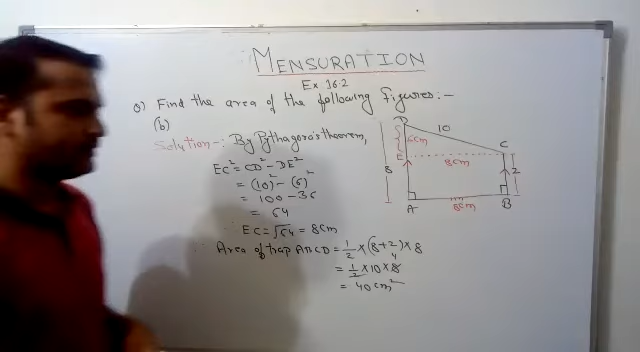 MENSURATION
Ex 16.2
Q) Find the area of the following figures:-
(b)
Solution-: By Pythagoras theorem,
EC² = CD² - DE²
= (10)² - (6)²
= 100 - 36
= 64
∴ EC = √64 = 8cm
∴ Area of trap ABCD = 1/2 × (8+2) × 8
4
= 1/2 × 10 × 8
= 40 cm²
D
10
6cm
C
E
8cm
8
2
A
8cm
B